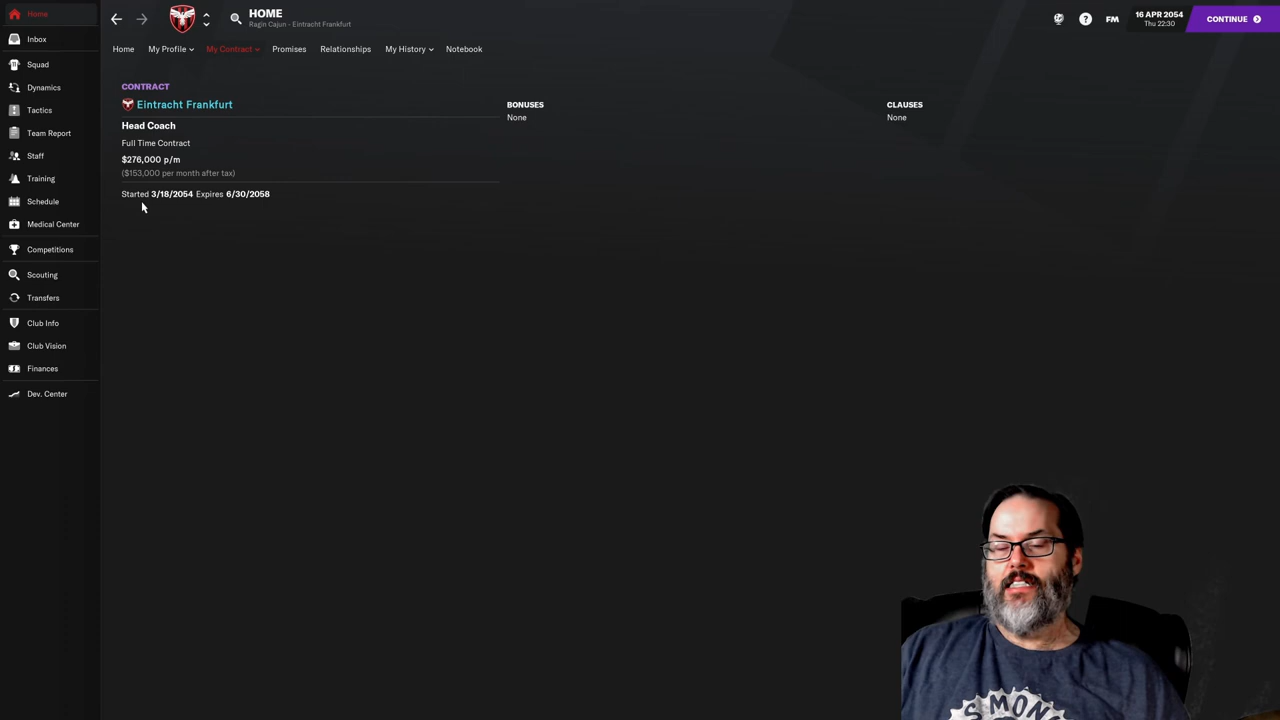 Home
HOME
Ragin Cajun - Eintracht Frankfurt
FM
16 APR 2054
Thu 22:30
CONTINUE
Inbox
Squad
Dynamics
Tactics
Team Report
Staff
Training
Schedule
Medical Center
Competitions
Scouting
Transfers
Club Info
Club Vision
Finances
Dev. Center
Home
My Profile
My Contract
Promises
Relationships
My History
Notebook
CONTRACT
Eintracht Frankfurt
Head Coach
Full Time Contract
$276,000 p/m
($153,000 per month after tax)
Started 3/18/2054 Expires 6/30/2058
BONUSES
None
CLAUSES
None